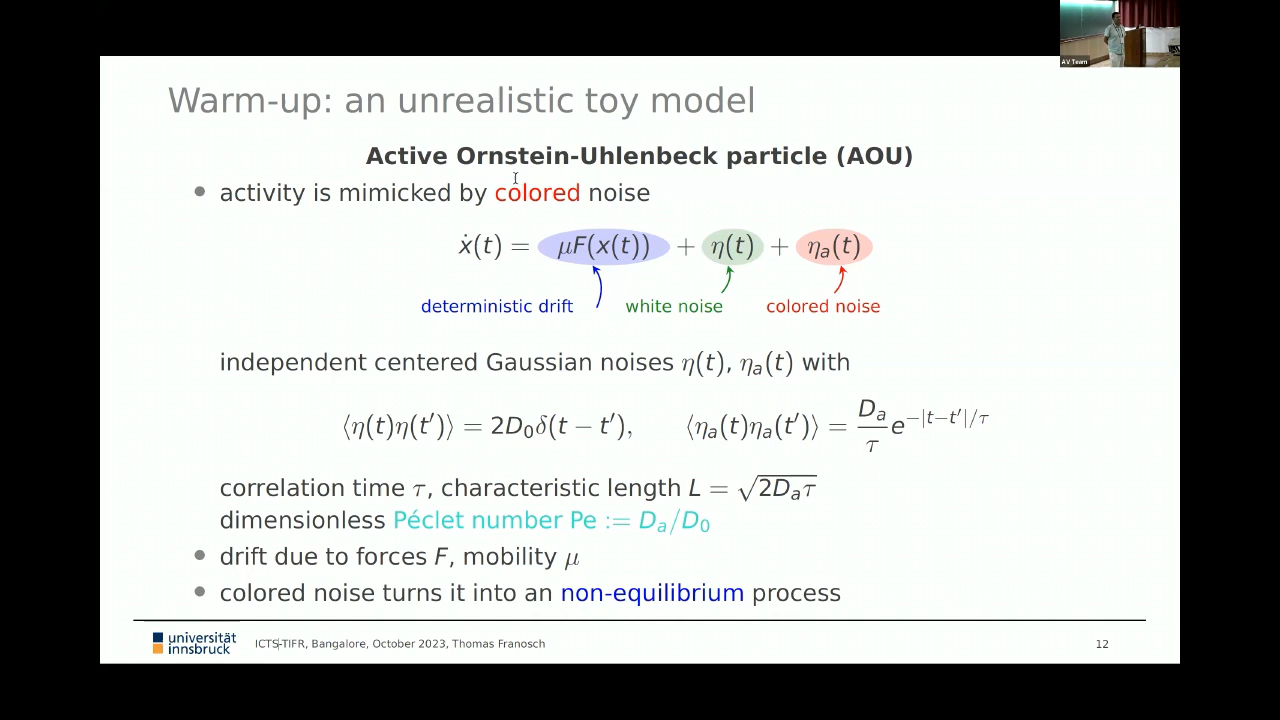 AV Team
Warm-up: an unrealistic toy model
Active Ornstein-Uhlenbeck particle (AOU)
• activity is mimicked by colored noise
ẋ(t) = μF(x(t)) + η(t) + ηₐ(t)
deterministic drift white noise colored noise
independent centered Gaussian noises η(t), ηₐ(t) with
⟨η(t)η(t′)⟩ = 2D₀δ(t − t′), ⟨ηₐ(t)ηₐ(t′)⟩ = Dₐ/τ e^{−|t−t′|/τ}
correlation time τ, characteristic length L = √(2Dₐτ)
dimensionless Péclet number Pe := Dₐ/D₀
• drift due to forces F, mobility μ
• colored noise turns it into an non-equilibrium process
universität
innsbruck
ICTS-TIFR, Bangalore, October 2023, Thomas Franosch
12